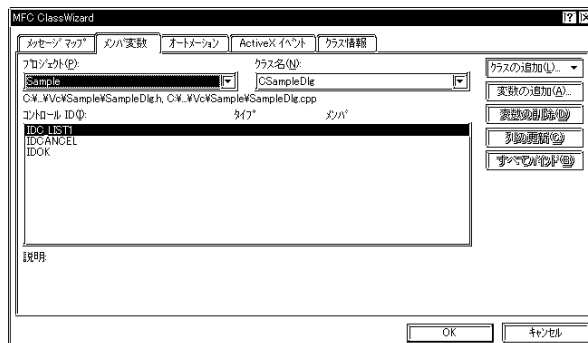 MFC ClassWizard
メッセージ マップ メンバ変数 オートメーション ActiveX イベント クラス情報
プロジェクト(P): クラス名(N):
Sample CSampleDlg
クラスの追加(L)...
C:¥...¥Vc¥Sample¥SampleDlg.h, C:¥...¥Vc¥Sample¥SampleDlg.cpp
変数の追加(A)...
コントロール ID(I): タイプ メンバ
変数の削除(D)
IDC_LIST1
IDCANCEL
列の更新(C)
IDOK
すべてバインド(B)
説明:
OK キャンセル